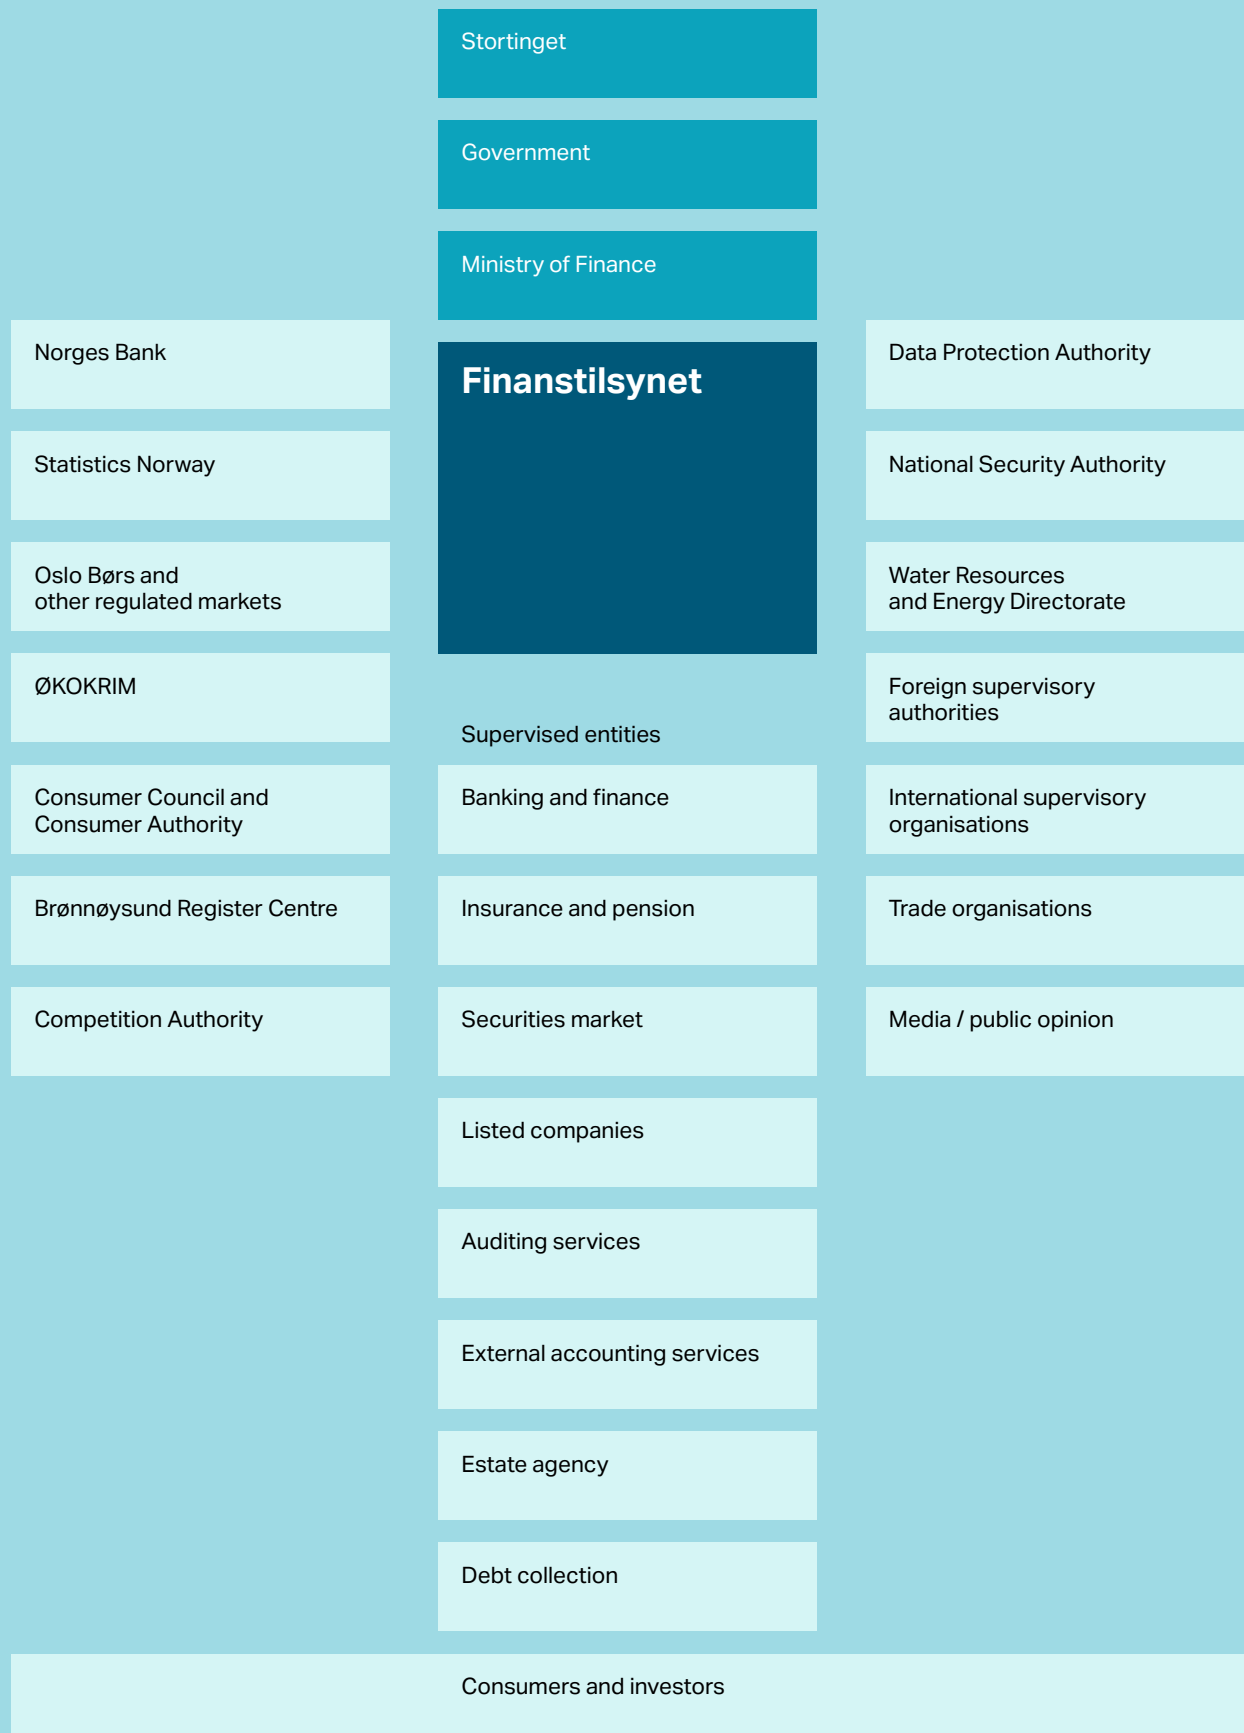 Stortinget
Government
Ministry of Finance
Finanstilsynet
Norges Bank
Statistics Norway
Oslo Børs and
other regulated markets
ØKOKRIM
Consumer Council and
Consumer Authority
Brønnøysund Register Centre
Competition Authority
Supervised entities
Banking and finance
Insurance and pension
Securities market
Listed companies
Auditing services
External accounting services
Estate agency
Debt collection
Data Protection Authority
National Security Authority
Water Resources
and Energy Directorate
Foreign supervisory
authorities
International supervisory
organisations
Trade organisations
Media / public opinion
Consumers and investors